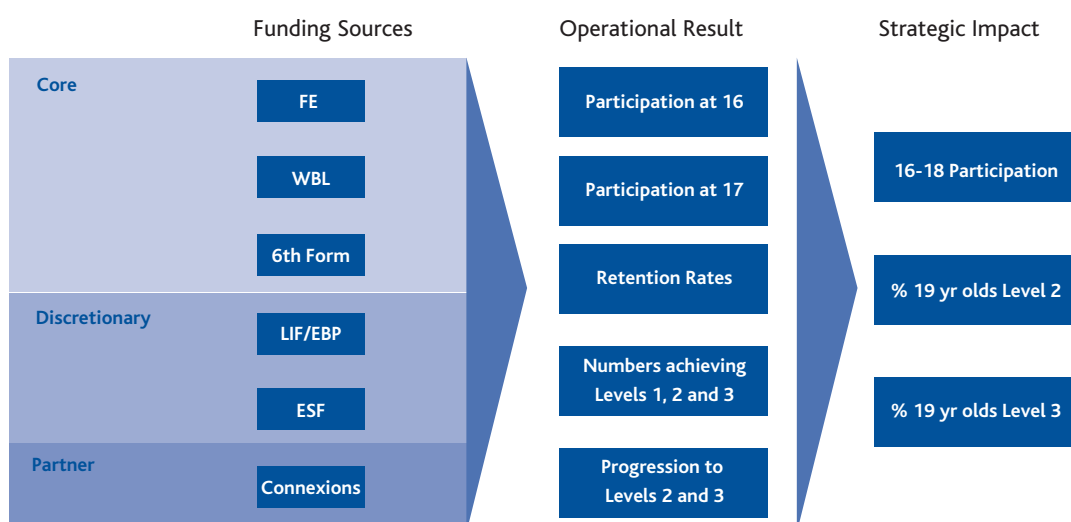 Funding Sources
Operational Result
Strategic Impact
Core
FE
WBL
6th Form
Discretionary
LIF/EBP
ESF
Partner
Connexions
Participation at 16
Participation at 17
Retention Rates
Numbers achieving
Levels 1, 2 and 3
Progression to
Levels 2 and 3
16-18 Participation
% 19 yr olds Level 2
% 19 yr olds Level 3